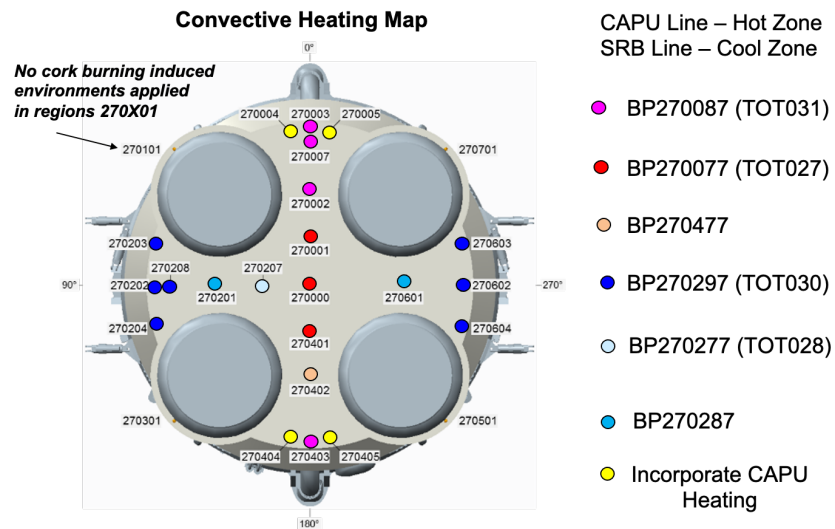 Convective Heating Map
CAPU Line – Hot Zone
SRB Line – Cool Zone
0°
No cork burning induced
environments applied
in regions 270X01
270004
270003
270005
270007
270101
270701
270002
270001
270203
270603
270208
270207
90°
270202
270201
270000
270601
270602
270°
270204
270604
270401
270402
270301
270501
270404
270403
270405
180°
BP270087 (TOT031)
BP270077 (TOT027)
BP270477
BP270297 (TOT030)
BP270277 (TOT028)
BP270287
Incorporate CAPU
Heating